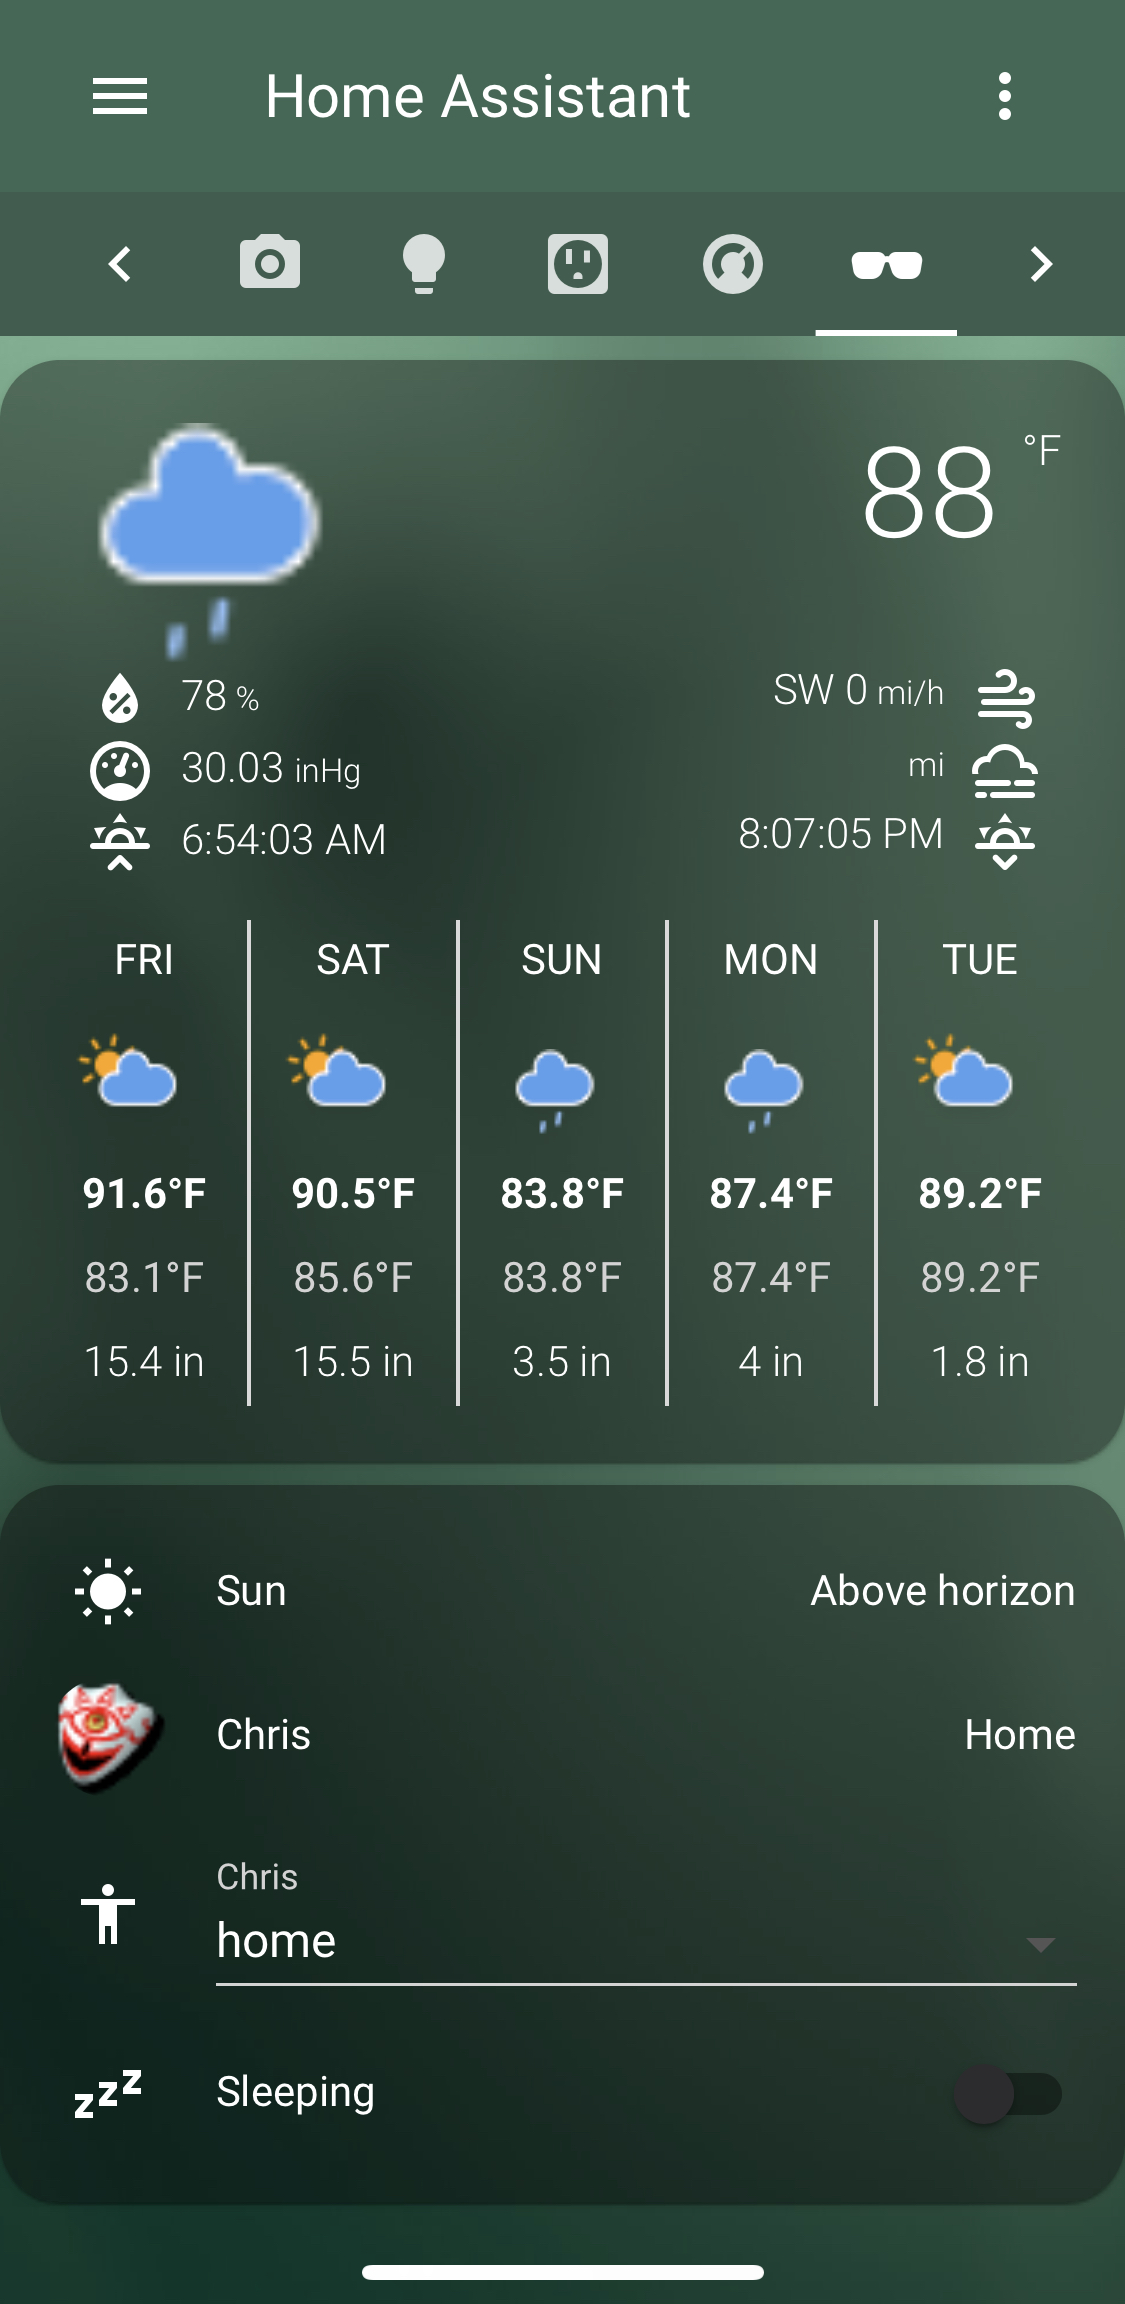 Home Assistant
88 °F
78 %
SW 0 mi/h
30.03 inHg
mi
6:54:03 AM
8:07:05 PM
FRI SAT SUN MON TUE
91.6°F 90.5°F 83.8°F 87.4°F 89.2°F
83.1°F 85.6°F 83.8°F 87.4°F 89.2°F
15.4 in 15.5 in 3.5 in 4 in 1.8 in
Sun Above horizon
Chris Home
Chris
home
zzz Sleeping